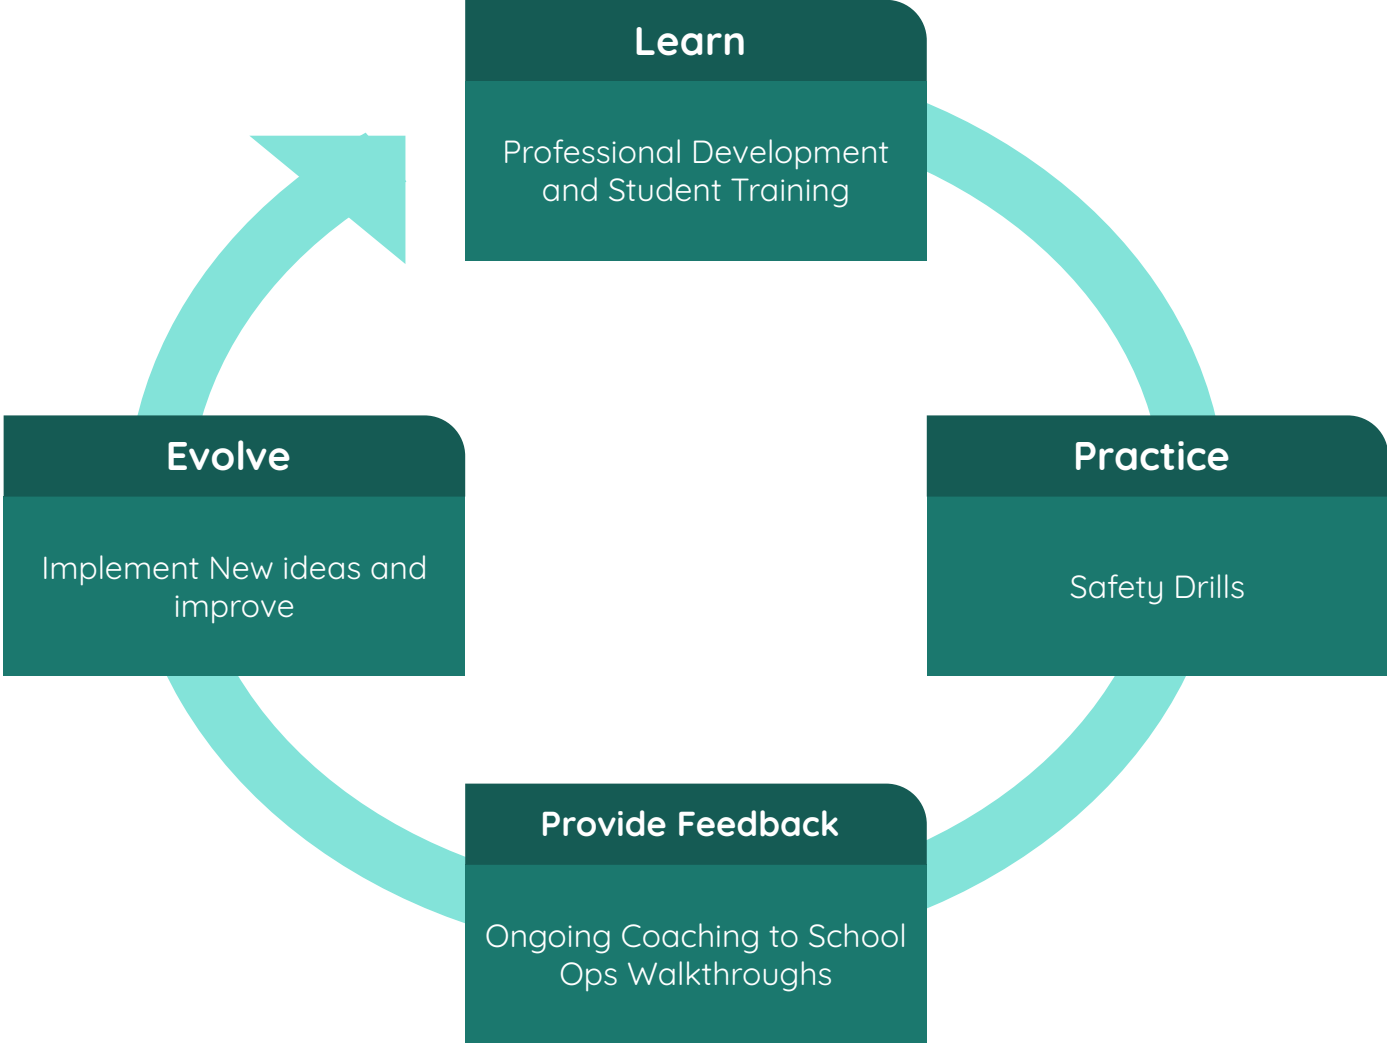 Learn
Professional Development
and Student Training
Practice
Safety Drills
Provide Feedback
Ongoing Coaching to School
Ops Walkthroughs
Evolve
Implement New ideas and
improve